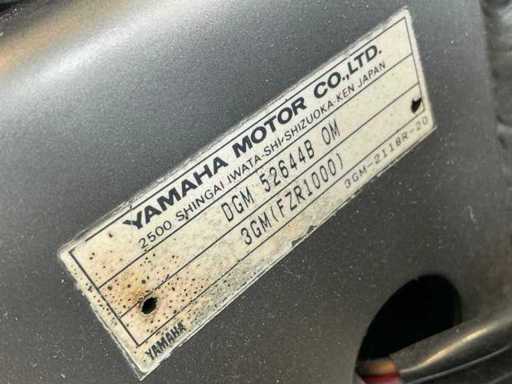 YAMAHA MOTOR CO.,LTD.
2500 SHINGAI IWATA-SHI-SHIZUOKA-KEN JAPAN
DGM 52644B OM
3GM(FZR1000)
3GM-2118R-20
YAMAHA